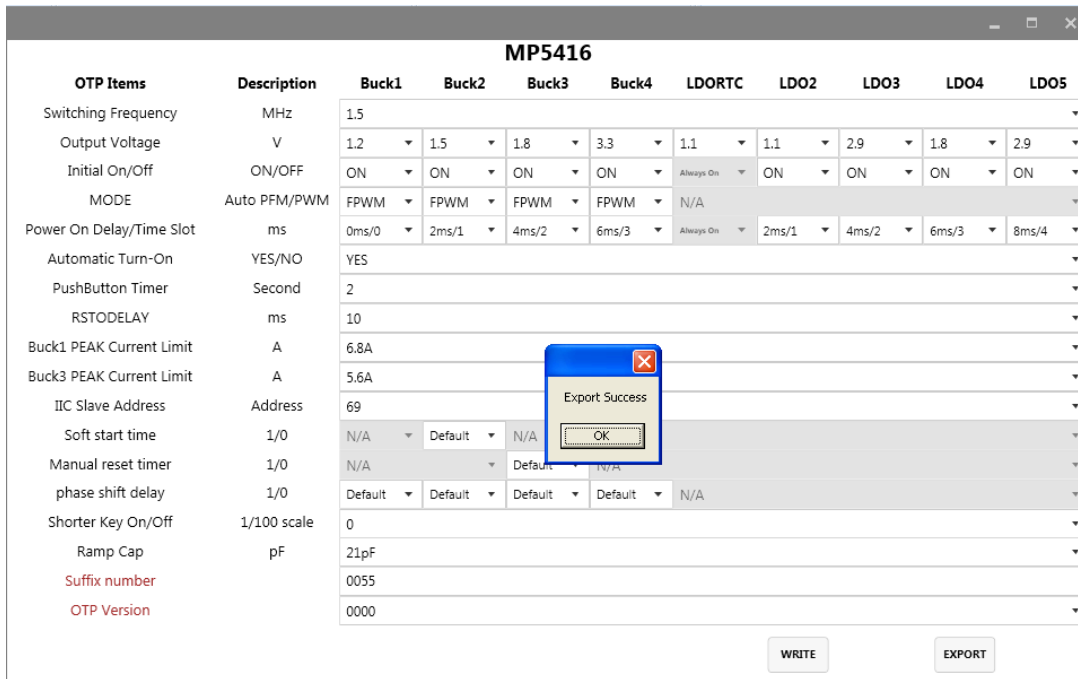 MP5416
OTP Items Description Buck1 Buck2 Buck3 Buck4 LDORTC LDO2 LDO3 LDO4 LDO5
Switching Frequency MHz 1.5
Output Voltage V 1.2 1.5 1.8 3.3 1.1 1.1 2.9 1.8 2.9
Initial On/Off ON/OFF ON ON ON ON Always On ON ON ON ON
MODE Auto PFM/PWM FPWM FPWM FPWM FPWM N/A
Power On Delay/Time Slot ms 0ms/0 2ms/1 4ms/2 6ms/3 Always On 2ms/1 4ms/2 6ms/3 8ms/4
Automatic Turn-On YES/NO YES
PushButton Timer Second 2
RSTODELAY ms 10
Buck1 PEAK Current Limit A 6.8A
Buck3 PEAK Current Limit A 5.6A
Export Success
IIC Slave Address Address 69
Soft start time 1/0 N/A Default N/A
OK
Manual reset timer 1/0 N/A Default N/A
phase shift delay 1/0 Default Default Default Default N/A
Shorter Key On/Off 1/100 scale 0
Ramp Cap pF 21pF
Suffix number 0055
OTP Version 0000
WRITE EXPORT